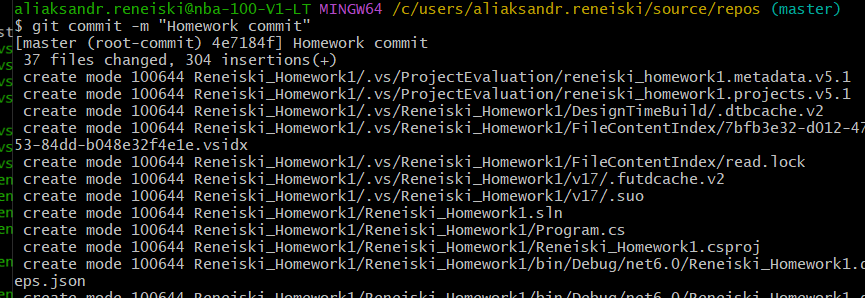 aliaksandr.reneiski@nba-100-V1-LT MINGW64 /c/users/aliaksandr.reneiski/source/repos (master)
$ git commit -m "Homework commit"
[master (root-commit) 4e7184f] Homework commit
 37 files changed, 304 insertions(+)
 create mode 100644 Reneiski_Homework1/.vs/ProjectEvaluation/reneiski_homework1.metadata.v5.1
 create mode 100644 Reneiski_Homework1/.vs/ProjectEvaluation/reneiski_homework1.projects.v5.1
 create mode 100644 Reneiski_Homework1/.vs/Reneiski_Homework1/DesignTimeBuild/.dtbcache.v2
 create mode 100644 Reneiski_Homework1/.vs/Reneiski_Homework1/FileContentIndex/7bfb3e32-d012-47
53-84dd-b048e32f4e1e.vsidx
 create mode 100644 Reneiski_Homework1/.vs/Reneiski_Homework1/FileContentIndex/read.lock
 create mode 100644 Reneiski_Homework1/.vs/Reneiski_Homework1/v17/.futdcache.v2
 create mode 100644 Reneiski_Homework1/.vs/Reneiski_Homework1/v17/.suo
 create mode 100644 Reneiski_Homework1/Reneiski_Homework1.sln
 create mode 100644 Reneiski_Homework1/Reneiski_Homework1/Program.cs
 create mode 100644 Reneiski_Homework1/Reneiski_Homework1/Reneiski_Homework1.csproj
 create mode 100644 Reneiski_Homework1/Reneiski_Homework1/bin/Debug/net6.0/Reneiski_Homework1.d
eps.json
 create mode 100644 Reneiski_Homework1/Reneiski_Homework1/bin/Debug/net6.0/Reneiski_Homework1.